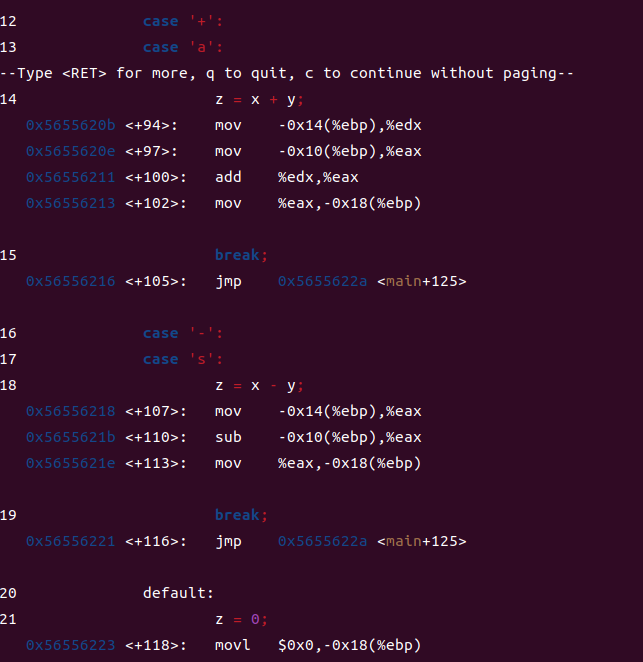 12 case '+':
13 case 'a':
--Type <RET> for more, q to quit, c to continue without paging--
14 z = x + y;
0x5655620b <+94>: mov -0x14(%ebp),%edx
0x5655620e <+97>: mov -0x10(%ebp),%eax
0x56556211 <+100>: add %edx,%eax
0x56556213 <+102>: mov %eax,-0x18(%ebp)
15 break;
0x56556216 <+105>: jmp 0x5655622a <main+125>
16 case '-':
17 case 's':
18 z = x - y;
0x56556218 <+107>: mov -0x14(%ebp),%eax
0x5655621b <+110>: sub -0x10(%ebp),%eax
0x5655621e <+113>: mov %eax,-0x18(%ebp)
19 break;
0x56556221 <+116>: jmp 0x5655622a <main+125>
20 default:
21 z = 0;
0x56556223 <+118>: movl $0x0,-0x18(%ebp)